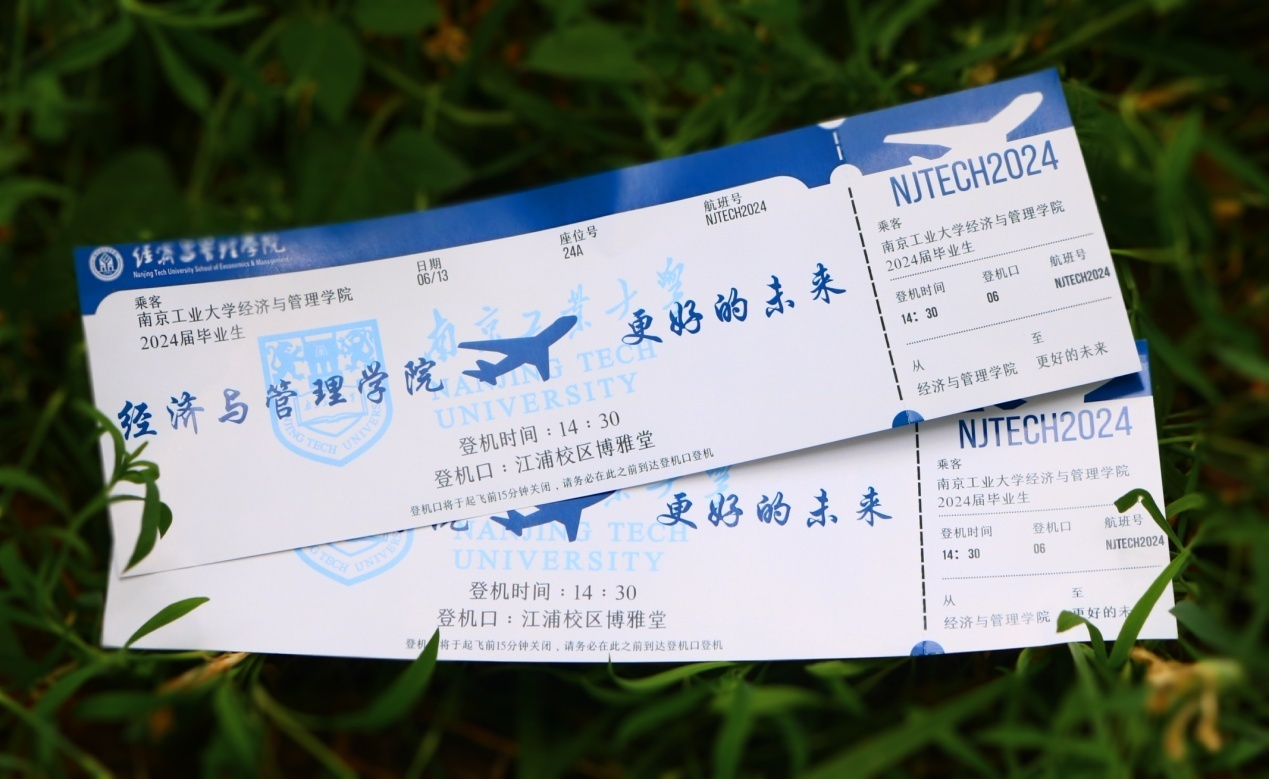 经济与管理学院
Nanjing Tech University School of Economics & Management
乘客
南京工业大学经济与管理学院
2024届毕业生
日期
06/13
座位号
24A
航班号
NJTECH2024
南京工业大学
NANJING TECH
UNIVERSITY
NANJING TECH UNIVERSITY
经济与管理学院
更好的未来
登机时间：14：30
登机口：江浦校区博雅堂
登机口将于起飞前15分钟关闭，请务必在此之前到达登机口登机
NJTECH2024
乘客
南京工业大学经济与管理学院
2024届毕业生
登机时间
14：30
登机口
06
航班号
NJTECH2024
从
经济与管理学院
至
更好的未来
院
更好的未来
NANJING TECH
UNIVERSITY
TECH UNIVER
登机时间：14：30
登机口：江浦校区博雅堂
登机 将于起飞前15分钟关闭，请务必在此之前到达登机口登机
NJTECH2024
乘客
南京工业大学经济与管理学院
2024届毕业生
登机时间
14：30
登机口
06
航班号
NJTECH2024
从
经济与管理学院
至
更好的未